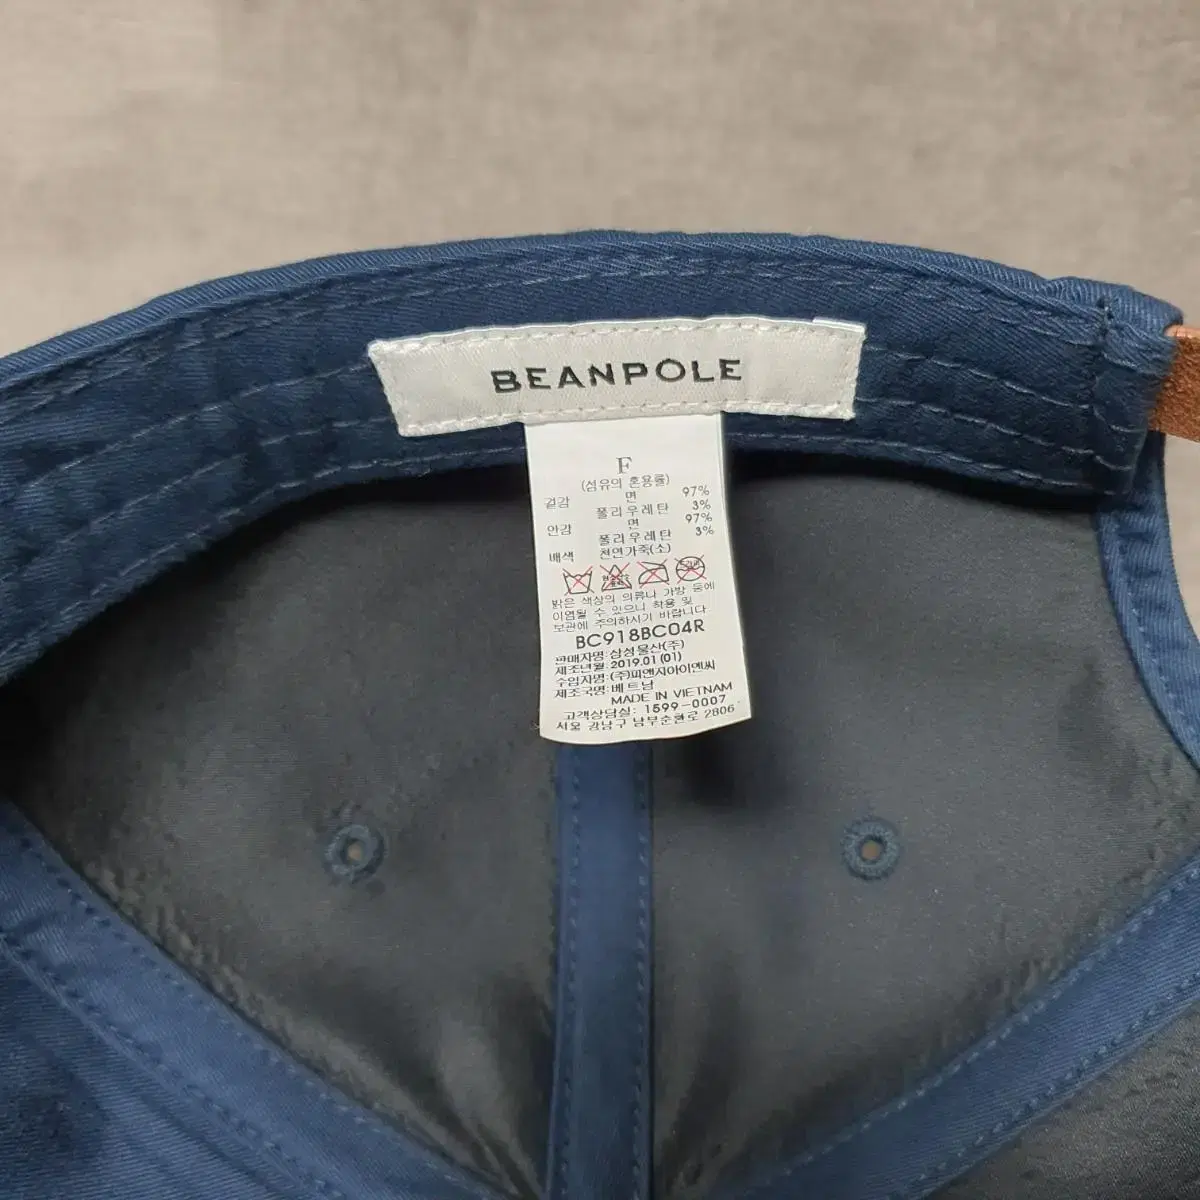 BEANPOLE
F
(섬유의 혼용률)
겉감 면 97%
폴리우레탄 3%
안감 면 97%
폴리우레탄 3%
배색 천연가죽(소)
밝은 색상의 의류나 가방 등에
이염될 수 있으니 착용 및
보관에 주의하시기 바랍니다
BC918BC04R
판매자명:삼성물산(주)
제조년월:2019.01(01)
수입자명:(주)피앤지아이앤씨
제조국명:베트남
MADE IN VIETNAM
고객상담실: 1599-0007
서울 강남구 남부순환로 2806